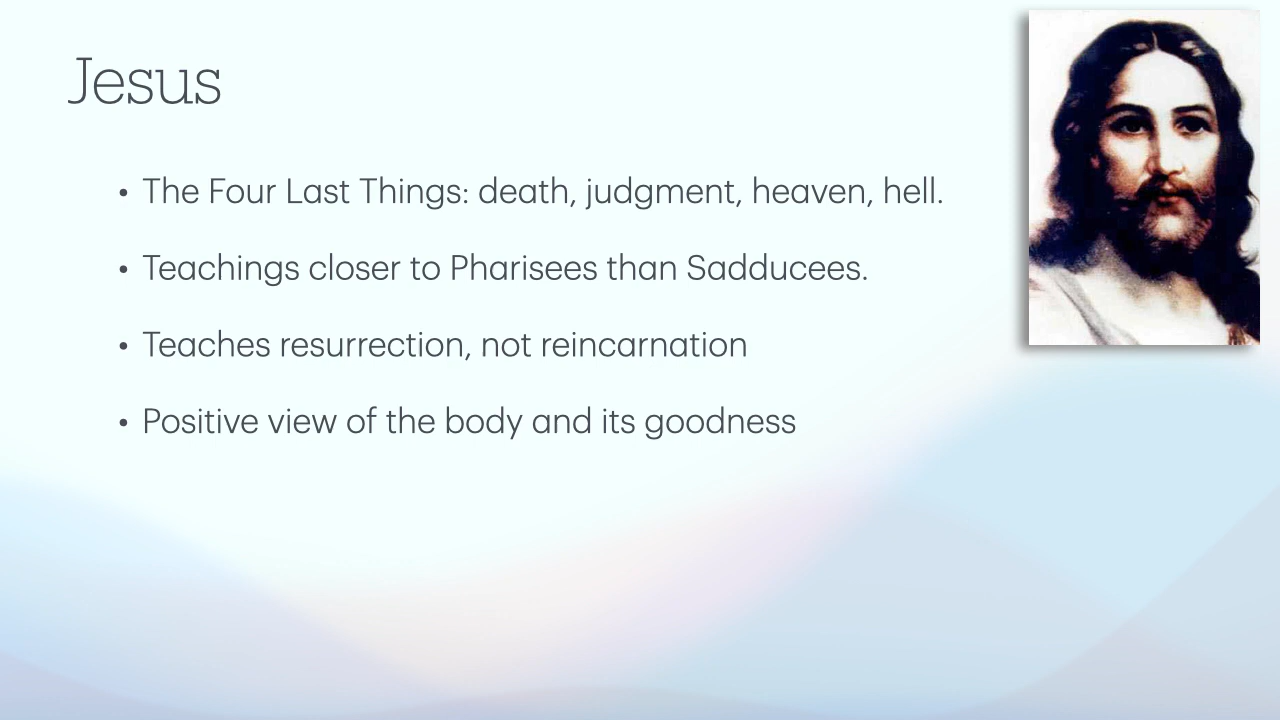 Jesus
• The Four Last Things: death, judgment, heaven, hell.
• Teachings closer to Pharisees than Sadducees.
• Teaches resurrection, not reincarnation
• Positive view of the body and its goodness